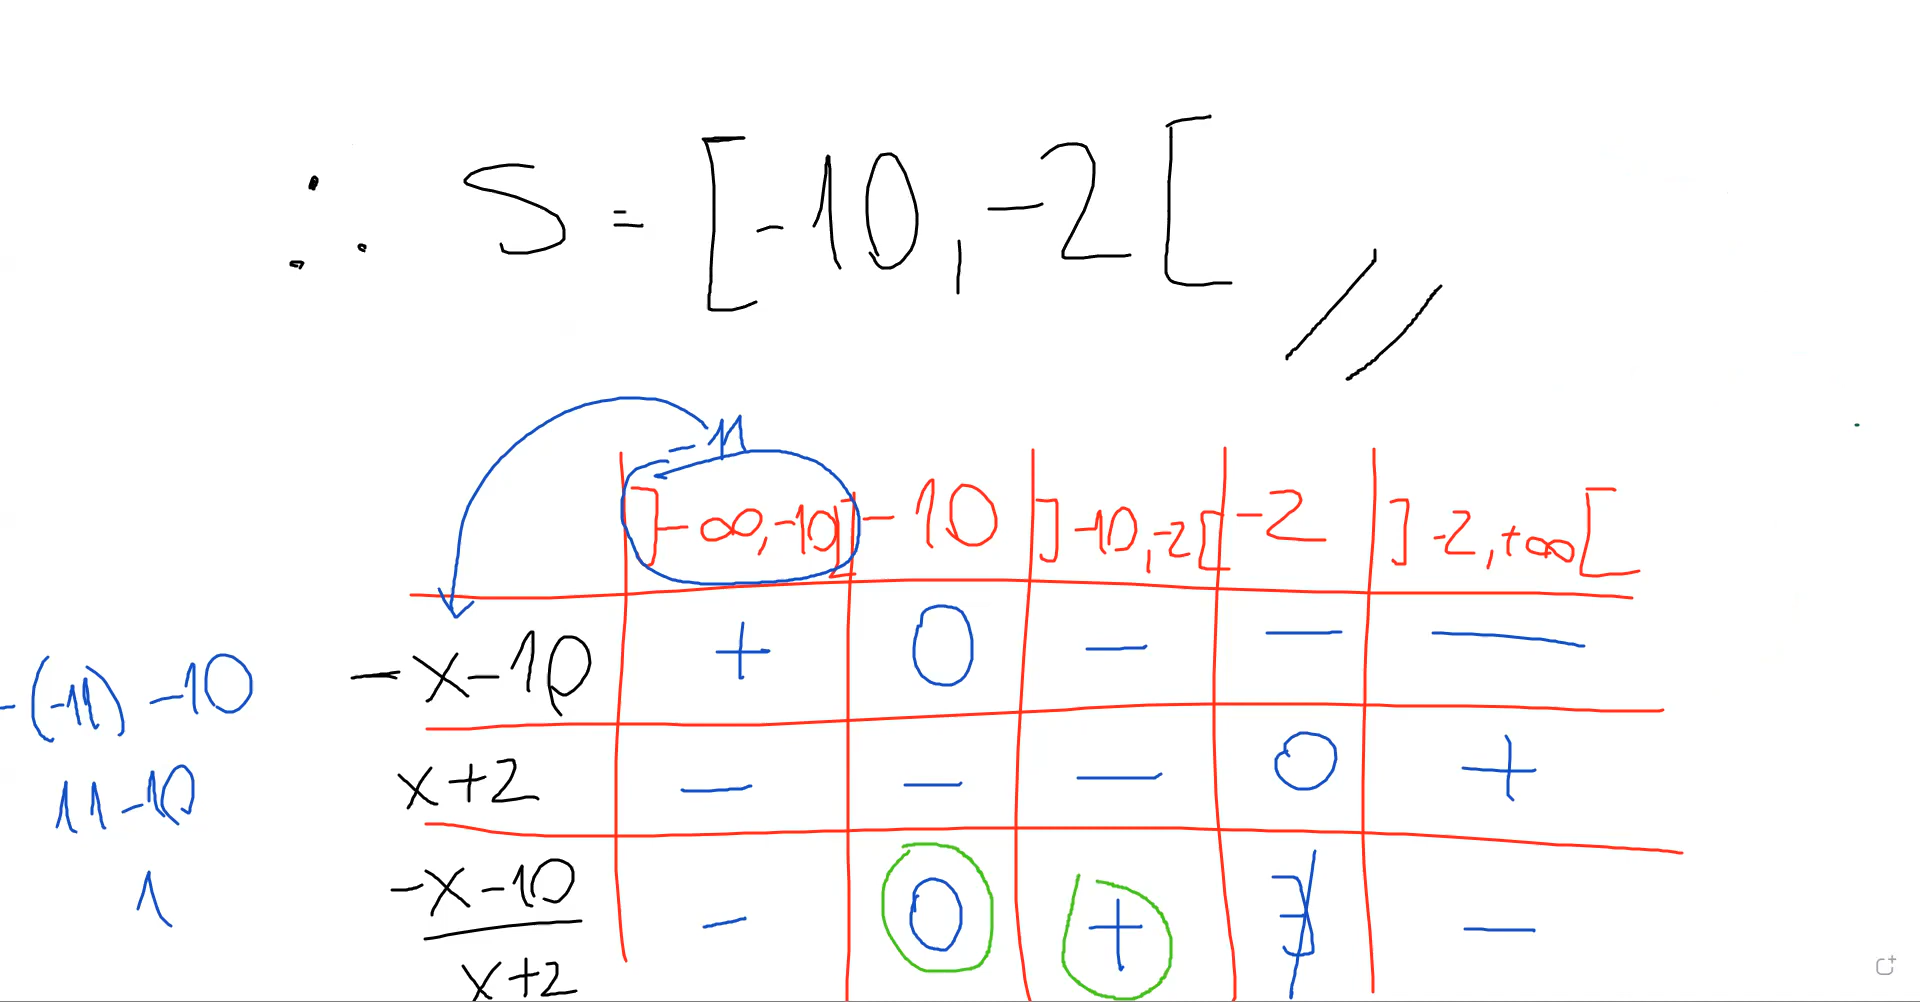 ∴ S = [-10, -2[ //
-11
]-∞, -10[ -10 ]-10, -2[ -2 ]-2, +∞[
-x-10 + 0 - - -
-(-11) -10
x+2 - - - 0 +
11-10
-x-10 / x+2 - 0 + ∄ -
1